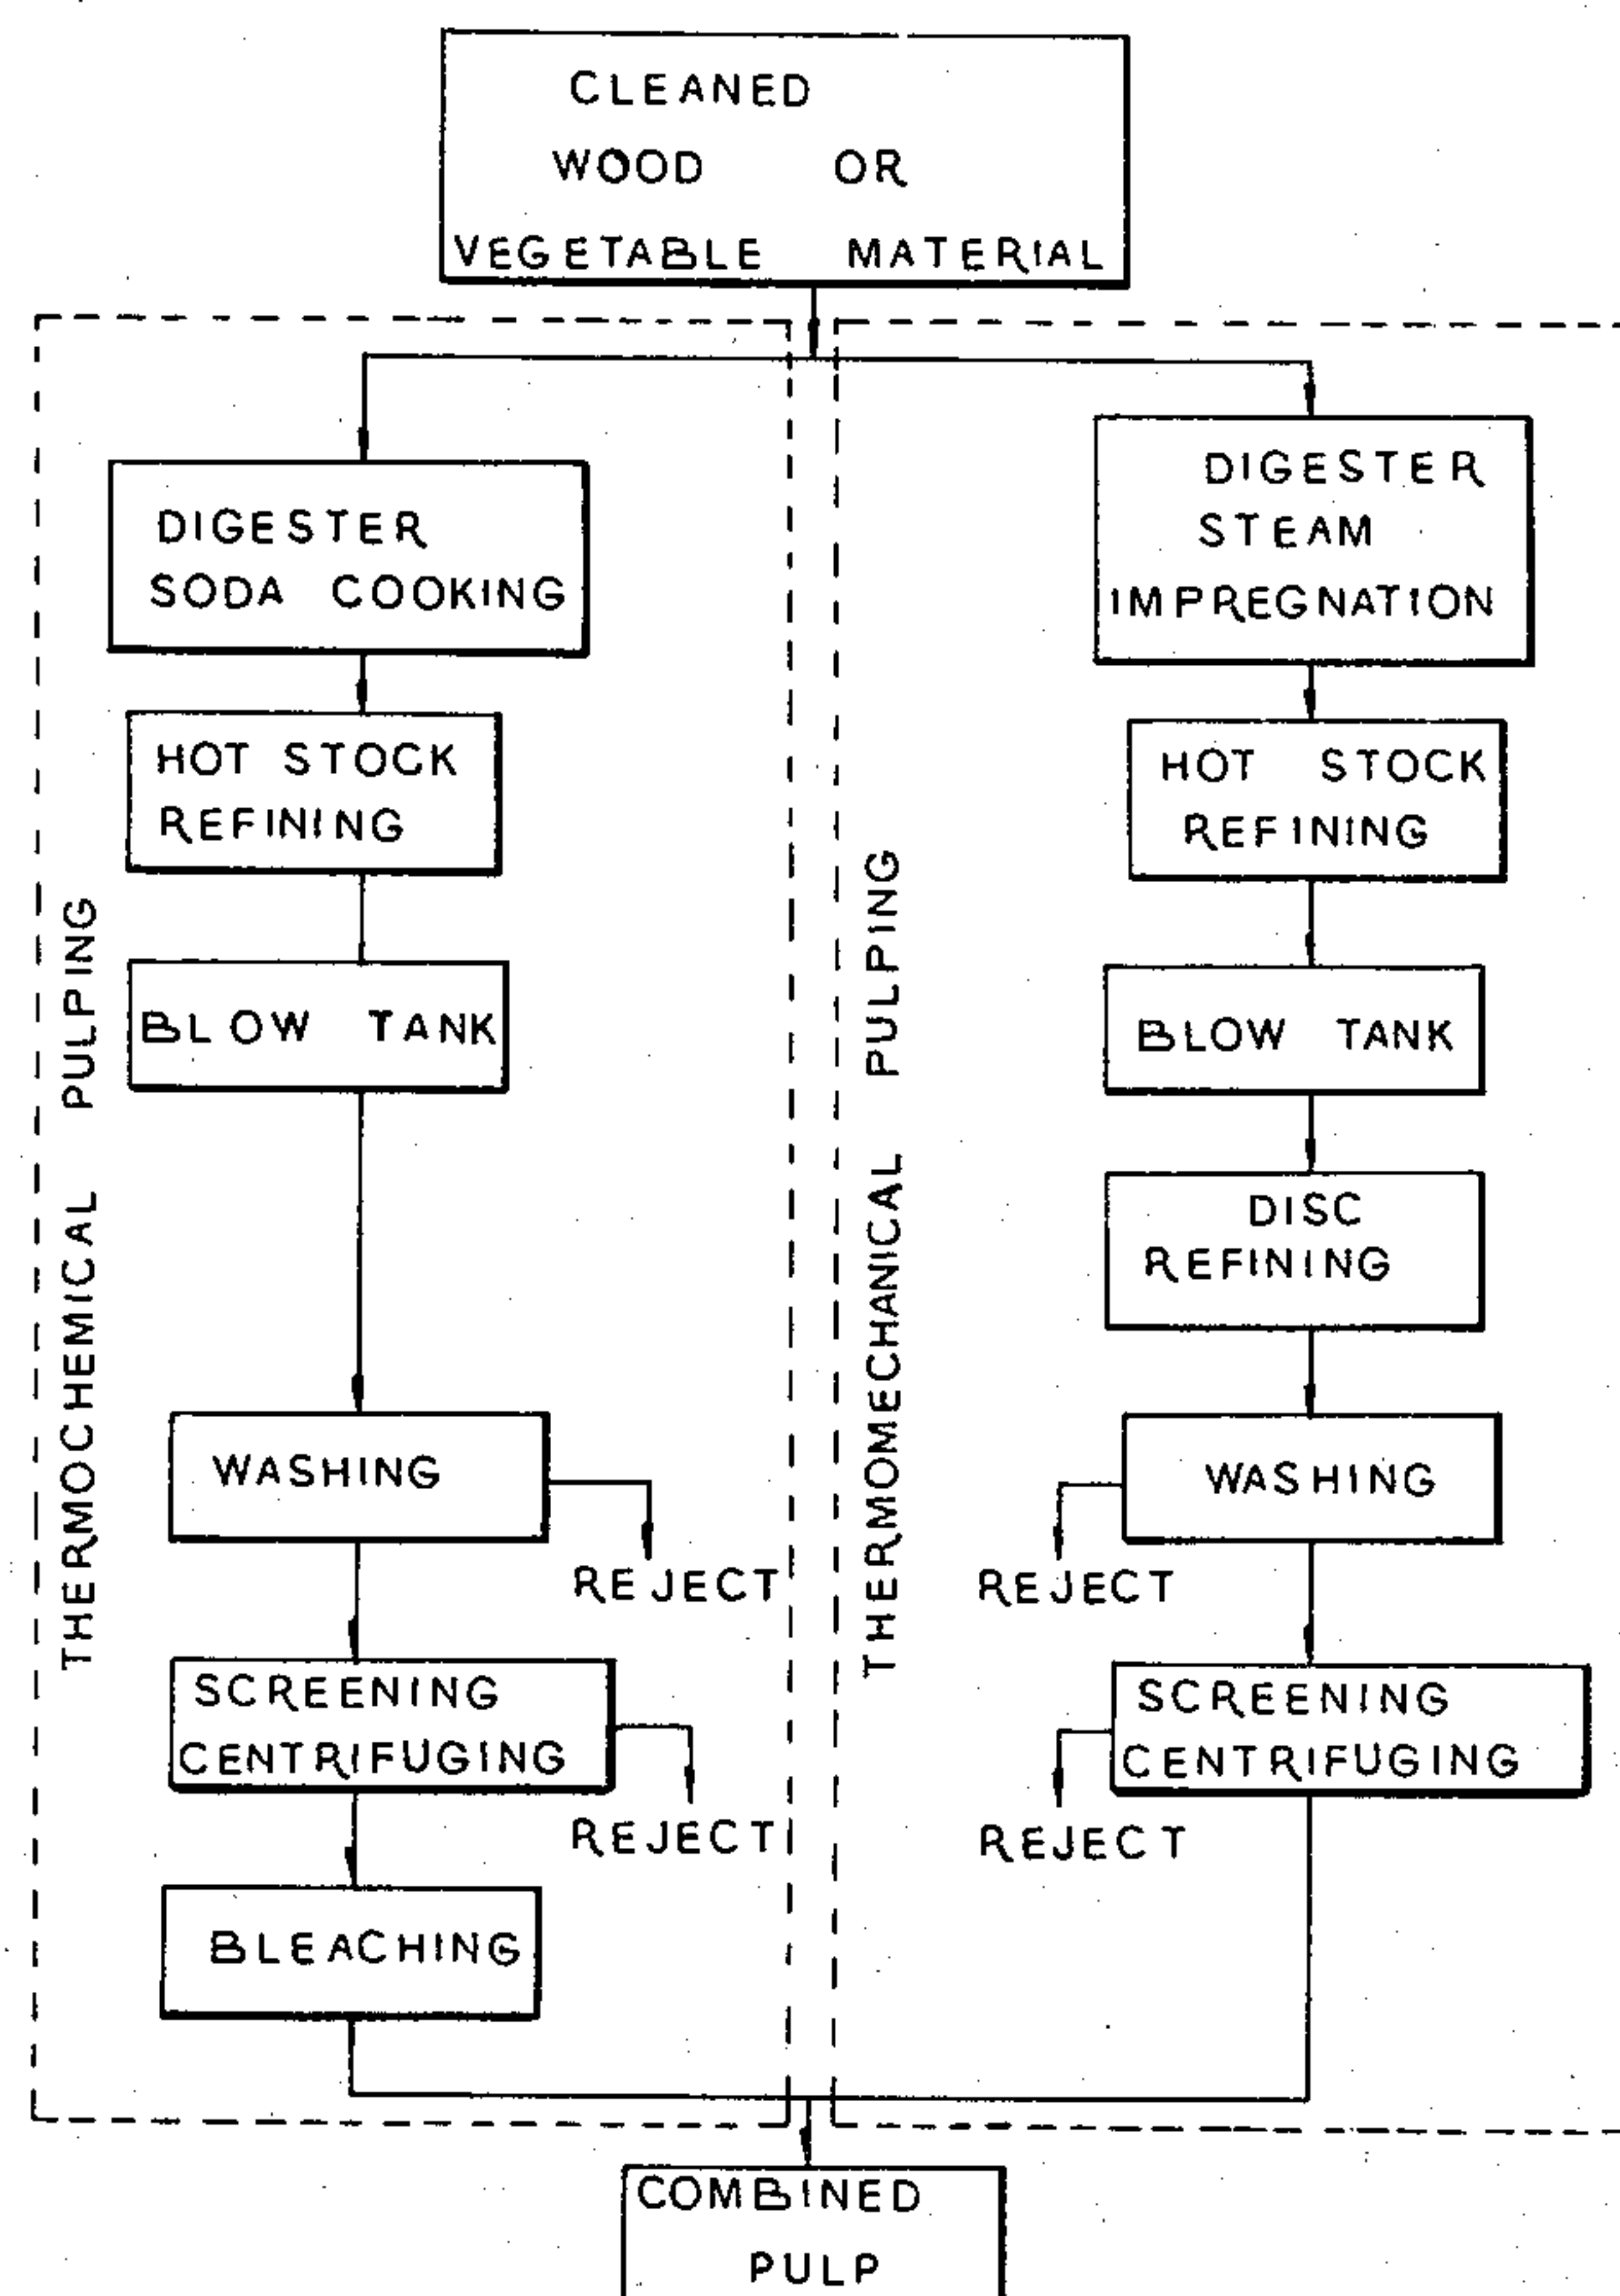 CLEANED
WOOD OR
VEGETABLE MATERIAL
THERMOCHEMICAL PULPING
DIGESTER
SODA COOKING
HOT STOCK
REFINING
BLOW TANK
WASHING
REJECT
SCREENING
CENTRIFUGING
REJECT
BLEACHING
THERMOMECHANICAL PULPING
DIGESTER
STEAM
IMPREGNATION
HOT STOCK
REFINING
BLOW TANK
DISC
REFINING
WASHING
REJECT
SCREENING
CENTRIFUGING
REJECT
COMBINED
PULP